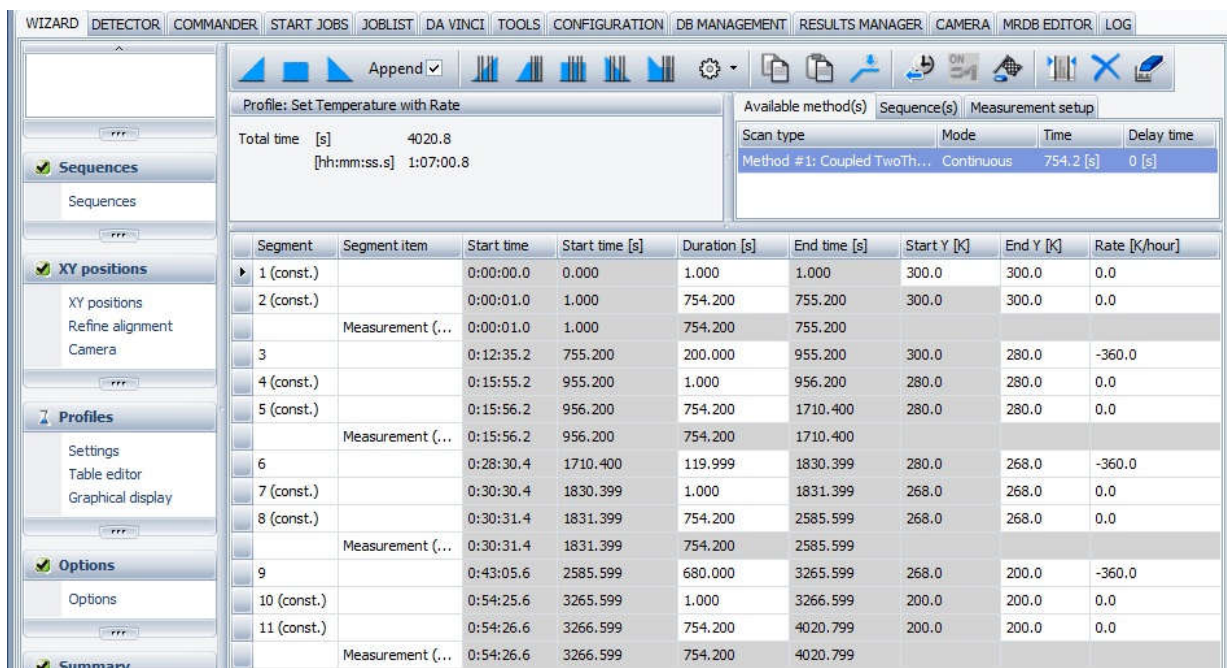 WIZARD DETECTOR COMMANDER START JOBS JOBLIST DA VINCI TOOLS CONFIGURATION DB MANAGEMENT RESULTS MANAGER CAMERA MRDB EDITOR LOG
Append
ON
Sequences
Sequences
XY positions
XY positions
Refine alignment
Camera
Profiles
Settings
Table editor
Graphical display
Options
Options
Summary
Profile: Set Temperature with Rate
Total time [s] 4020.8
[hh:mm:ss.s] 1:07:00.8
Available method(s) Sequence(s) Measurement setup
Scan type Mode Time Delay time
Method #1: Coupled TwoTh... Continuous 754.2 [s] 0 [s]
Segment Segment item Start time Start time [s] Duration [s] End time [s] Start Y [K] End Y [K] Rate [K/hour]
1 (const.) 0:00:00.0 0.000 1.000 1.000 300.0 300.0 0.0
2 (const.) 0:00:01.0 1.000 754.200 755.200 300.0 300.0 0.0
Measurement (... 0:00:01.0 1.000 754.200 755.200
3 0:12:35.2 755.200 200.000 955.200 300.0 280.0 -360.0
4 (const.) 0:15:55.2 955.200 1.000 956.200 280.0 280.0 0.0
5 (const.) 0:15:56.2 956.200 754.200 1710.400 280.0 280.0 0.0
Measurement (... 0:15:56.2 956.200 754.200 1710.400
6 0:28:30.4 1710.400 119.999 1830.399 280.0 268.0 -360.0
7 (const.) 0:30:30.4 1830.399 1.000 1831.399 268.0 268.0 0.0
8 (const.) 0:30:31.4 1831.399 754.200 2585.599 268.0 268.0 0.0
Measurement (... 0:30:31.4 1831.399 754.200 2585.599
9 0:43:05.6 2585.599 680.000 3265.599 268.0 200.0 -360.0
10 (const.) 0:54:25.6 3265.599 1.000 3266.599 200.0 200.0 0.0
11 (const.) 0:54:26.6 3266.599 754.200 4020.799 200.0 200.0 0.0
Measurement (... 0:54:26.6 3266.599 754.200 4020.799